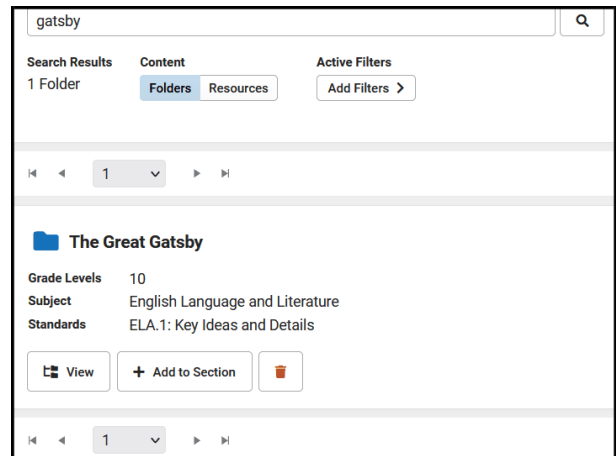 gatsby
Search Results Content Active Filters
1 Folder Folders Resources Add Filters
1
The Great Gatsby
Grade Levels 10
Subject English Language and Literature
Standards ELA.1: Key Ideas and Details
View + Add to Section
1